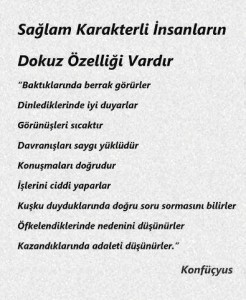 Sağlam Karakterli İnsanların
Dokuz Özelliği Vardır
"Baktıklarında berrak görürler
Dinlediklerinde iyi duyarlar
Görünüşleri sıcaktır
Davranışları saygı yüklüdür
Konuşmaları doğrudur
İşlerini ciddi yaparlar
Kuşku duyduklarında doğru soru sormasını bilirler
Öfkelendiklerinde nedenini düşünürler
Kazandıklarında adaleti düşünürler."
Konfüçyus